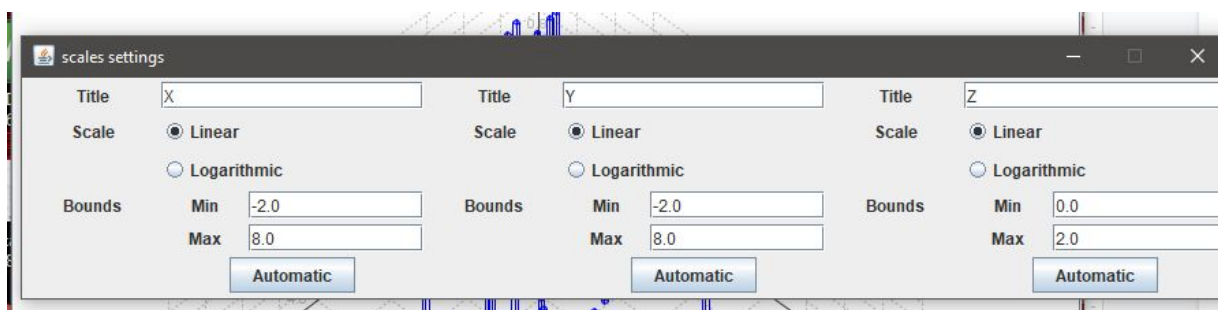 scales settings
Title X Title Y Title Z
Scale Linear Scale Linear Scale Linear
Logarithmic Logarithmic Logarithmic
Bounds Min -2.0 Bounds Min -2.0 Bounds Min 0.0
Max 8.0 Max 8.0 Max 2.0
Automatic Automatic Automatic